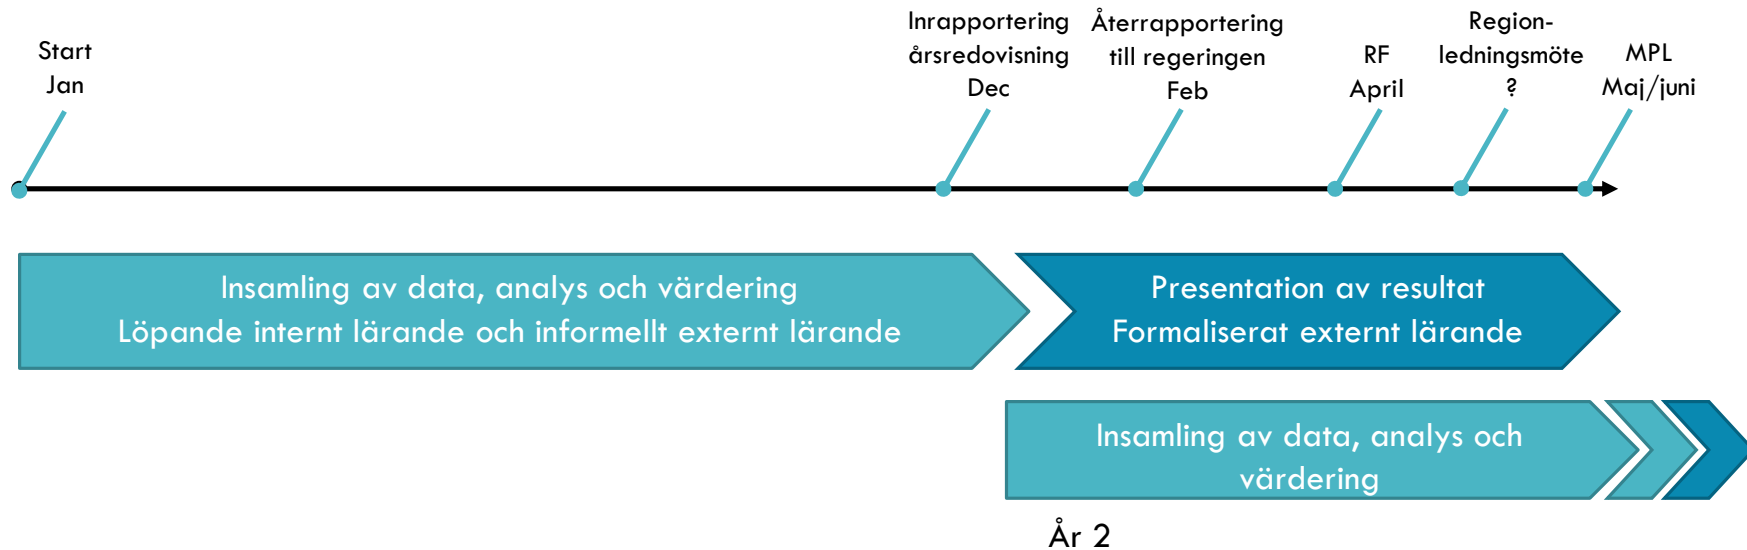 Start
Jan
Inrapportering
årsredovisning
Dec
Återrapportering
till regeringen
Feb
RF
April
Region-
ledningsmöte
?
MPL
Maj/juni
Insamling av data, analys och värdering
Löpande internt lärande och informellt externt lärande
Presentation av resultat
Formaliserat externt lärande
Insamling av data, analys och
värdering
År 2